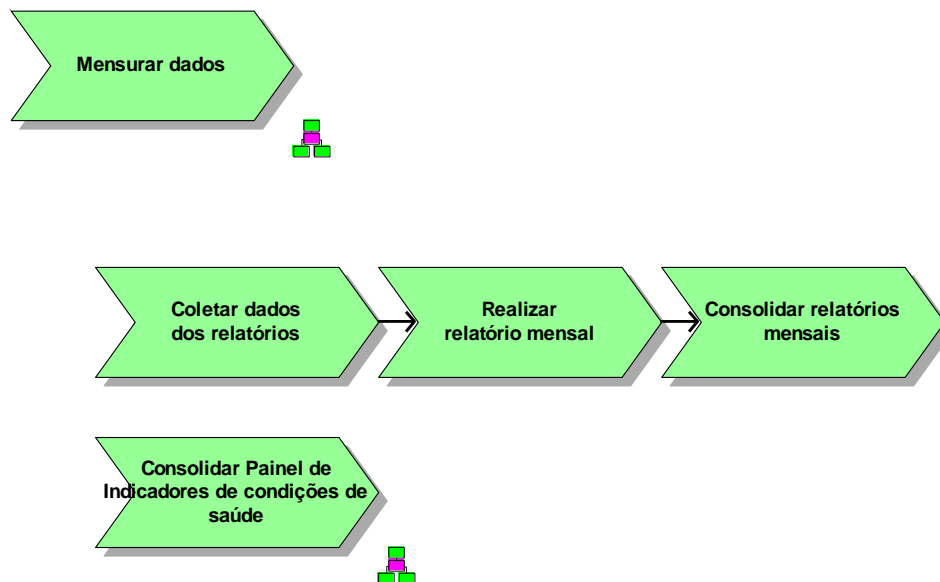 Mensurar dados
Coletar dados
dos relatórios
Realizar
relatório mensal
Consolidar relatórios
mensais
Consolidar Painel de
Indicadores de condições de
saúde